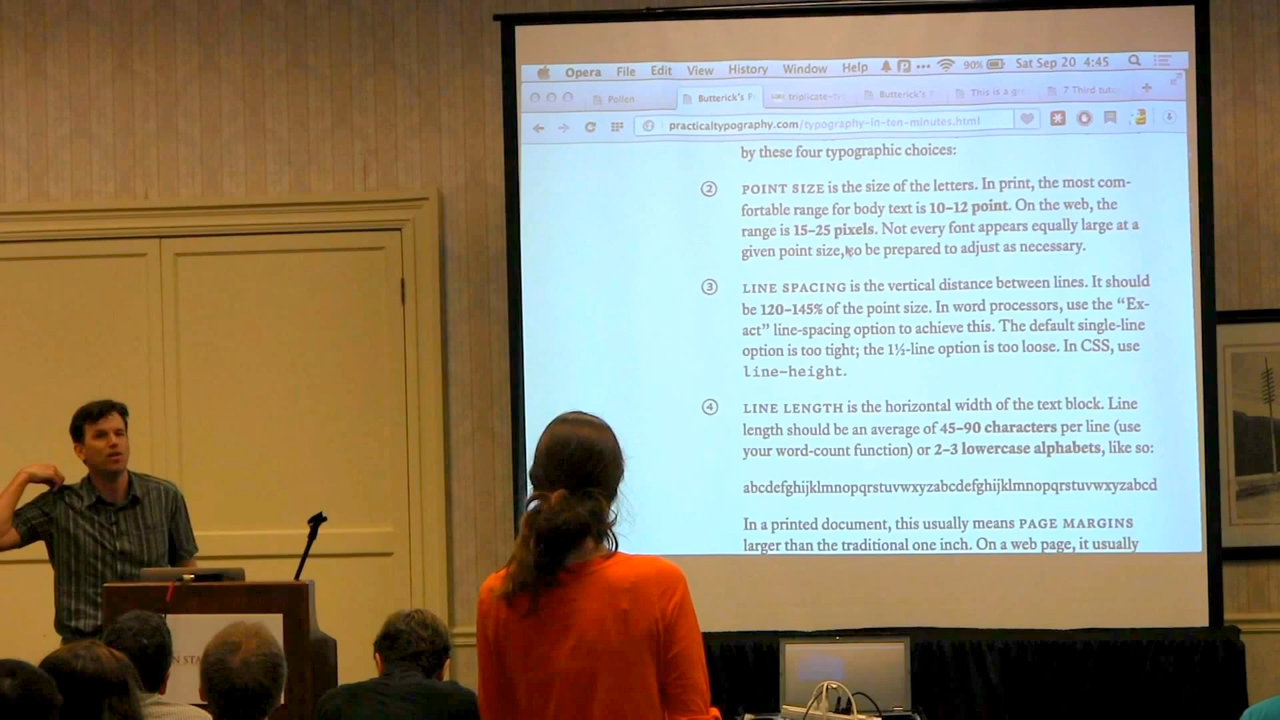 Opera File Edit View History Window Help 90% Sat Sep 20 4:45
Pollen Butterick's triplicate- Butterick's This is a 7 Third
practicaltypography.com/typography-in-ten-minutes.html
by these four typographic choices:
2 POINT SIZE is the size of the letters. In print, the most com-
fortable range for body text is 10–12 point. On the web, the
range is 15–25 pixels. Not every font appears equally large at a
given point size, so be prepared to adjust as necessary.
3 LINE SPACING is the vertical distance between lines. It should
be 120–145% of the point size. In word processors, use the “Ex-
act” line-spacing option to achieve this. The default single-line
option is too tight; the 1½-line option is too loose. In CSS, use
line-height.
4 LINE LENGTH is the horizontal width of the text block. Line
length should be an average of 45–90 characters per line (use
your word-count function) or 2–3 lowercase alphabets, like so:
abcdefghijklmnopqrstuvwxyzabcdefghijklmnopqrstuvwxyzabcd
In a printed document, this usually means PAGE MARGINS
larger than the traditional one inch. On a web page, it usually